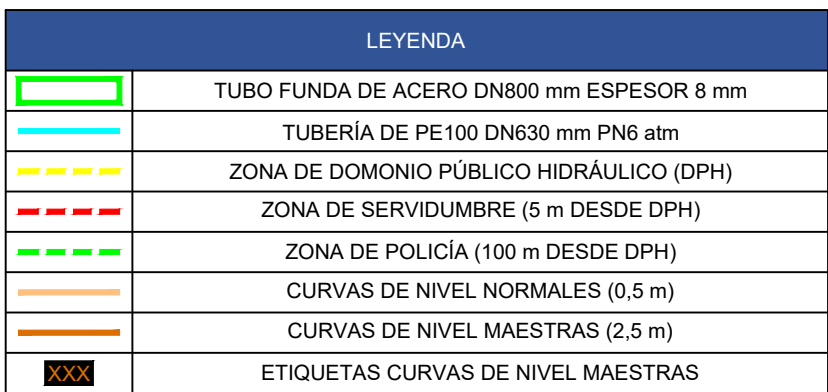 LEYENDA
TUBO FUNDA DE ACERO DN800 mm ESPESOR 8 mm
TUBERÍA DE PE100 DN630 mm PN6 atm
ZONA DE DOMONIO PÚBLICO HIDRÁULICO (DPH)
ZONA DE SERVIDUMBRE (5 m DESDE DPH)
ZONA DE POLICÍA (100 m DESDE DPH)
CURVAS DE NIVEL NORMALES (0,5 m)
CURVAS DE NIVEL MAESTRAS (2,5 m)
XXX ETIQUETAS CURVAS DE NIVEL MAESTRAS